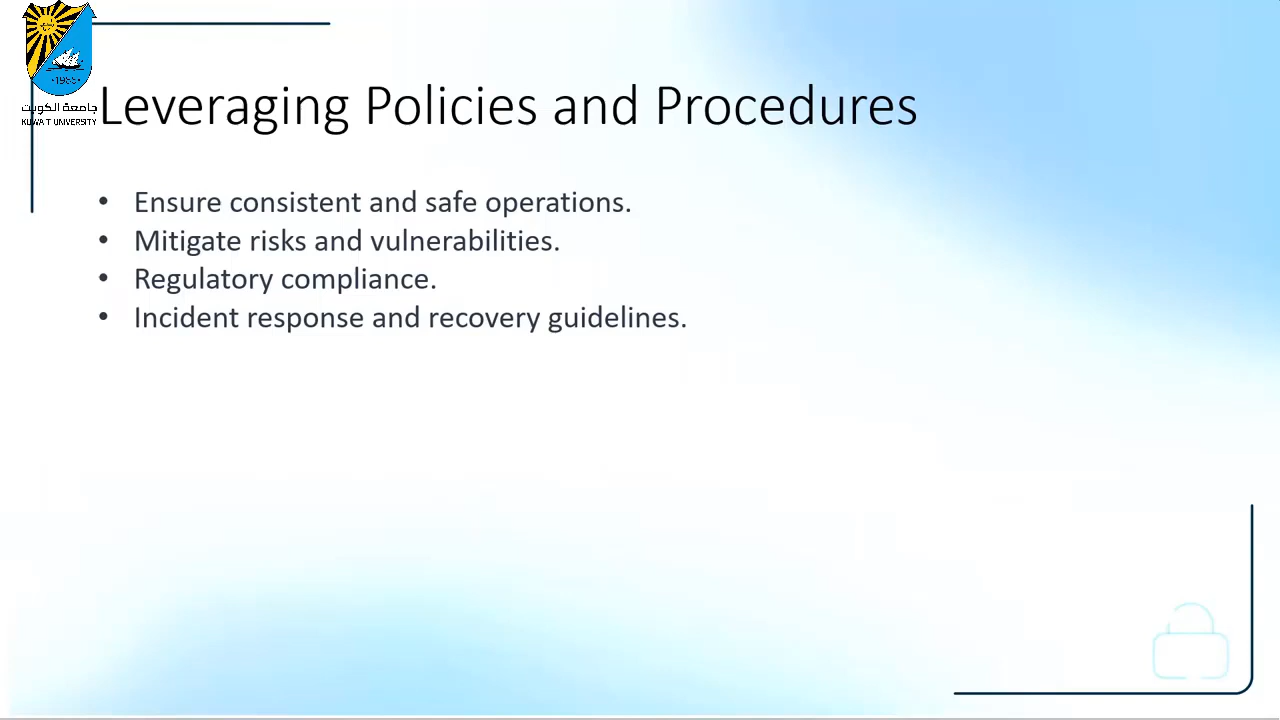 ·1966·
جامعة الكويت
KUWAIT UNIVERSITY
Leveraging Policies and Procedures
• Ensure consistent and safe operations.
• Mitigate risks and vulnerabilities.
• Regulatory compliance.
• Incident response and recovery guidelines.